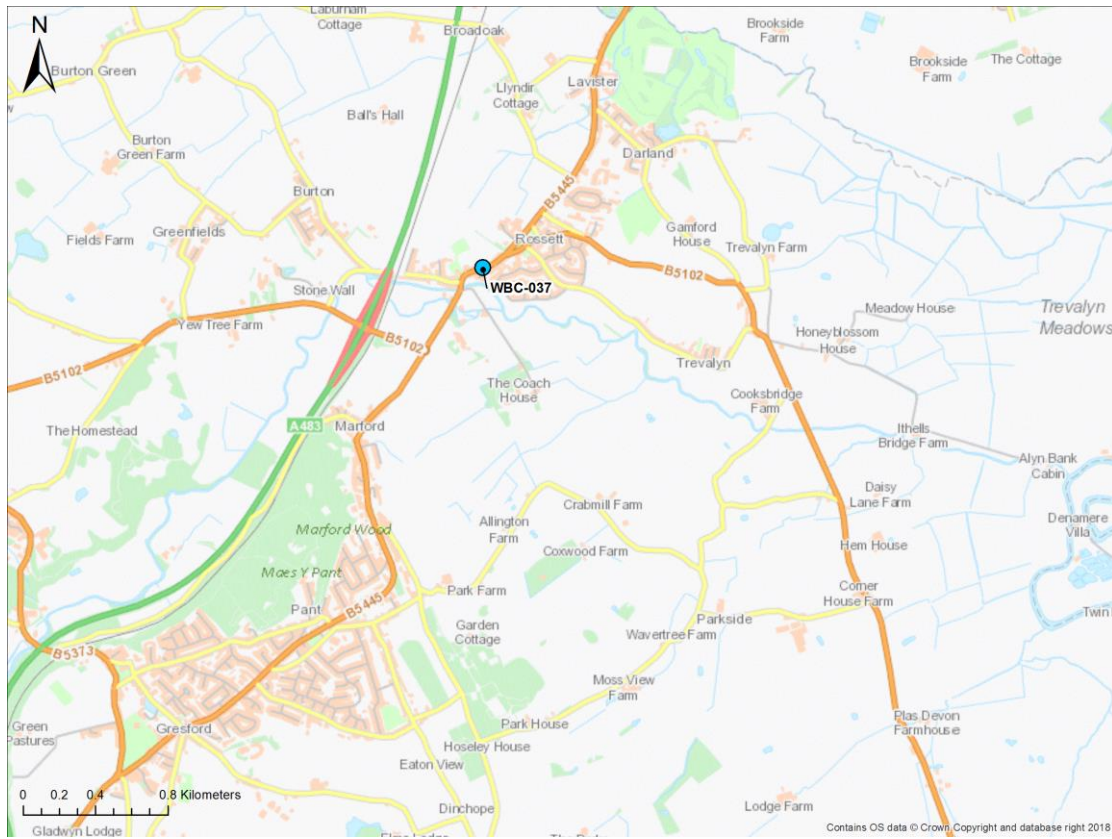 N
Laburnam
Cottage
Broadoak
Brookside
Farm
Brookside
Farm
The Cottage
Burton Green
Lavister
Llyndir
Cottage
Ball's Hall
Burton
Green Farm
Darland
B5445
Burton
Fields Farm
Greenfields
Rossett
Gamford
House
Trevalyn Farm
B5102
WBC-037
Stone Wall
Meadow House
Trevalyn
Meadows
Yew Tree Farm
B5102
Honeyblossom
House
Trevalyn
B5102
The Coach
House
Cooksbridge
Farm
A483
Marford
The Homestead
Ithells
Bridge Farm
Alyn Bank
Cabin
Daisy
Lane Farm
Crabmill Farm
Allington
Farm
Marford Wood
Denamere
Villa
Coxwood Farm
Hem House
Maes Y Pant
Park Farm
Corner
House Farm
Pant
B5445
Twin
Parkside
Garden
Cottage
Wavertree Farm
B5373
Moss View
Farm
Green
Pastures
Gresford
Park House
Plas Devon
Farmhouse
Hoseley House
Eaton View
0 0.2 0.4 0.8 Kilometers
Dinchope
Lodge Farm
Gladwyn Lodge
Contains OS data © Crown Copyright and database right 2018